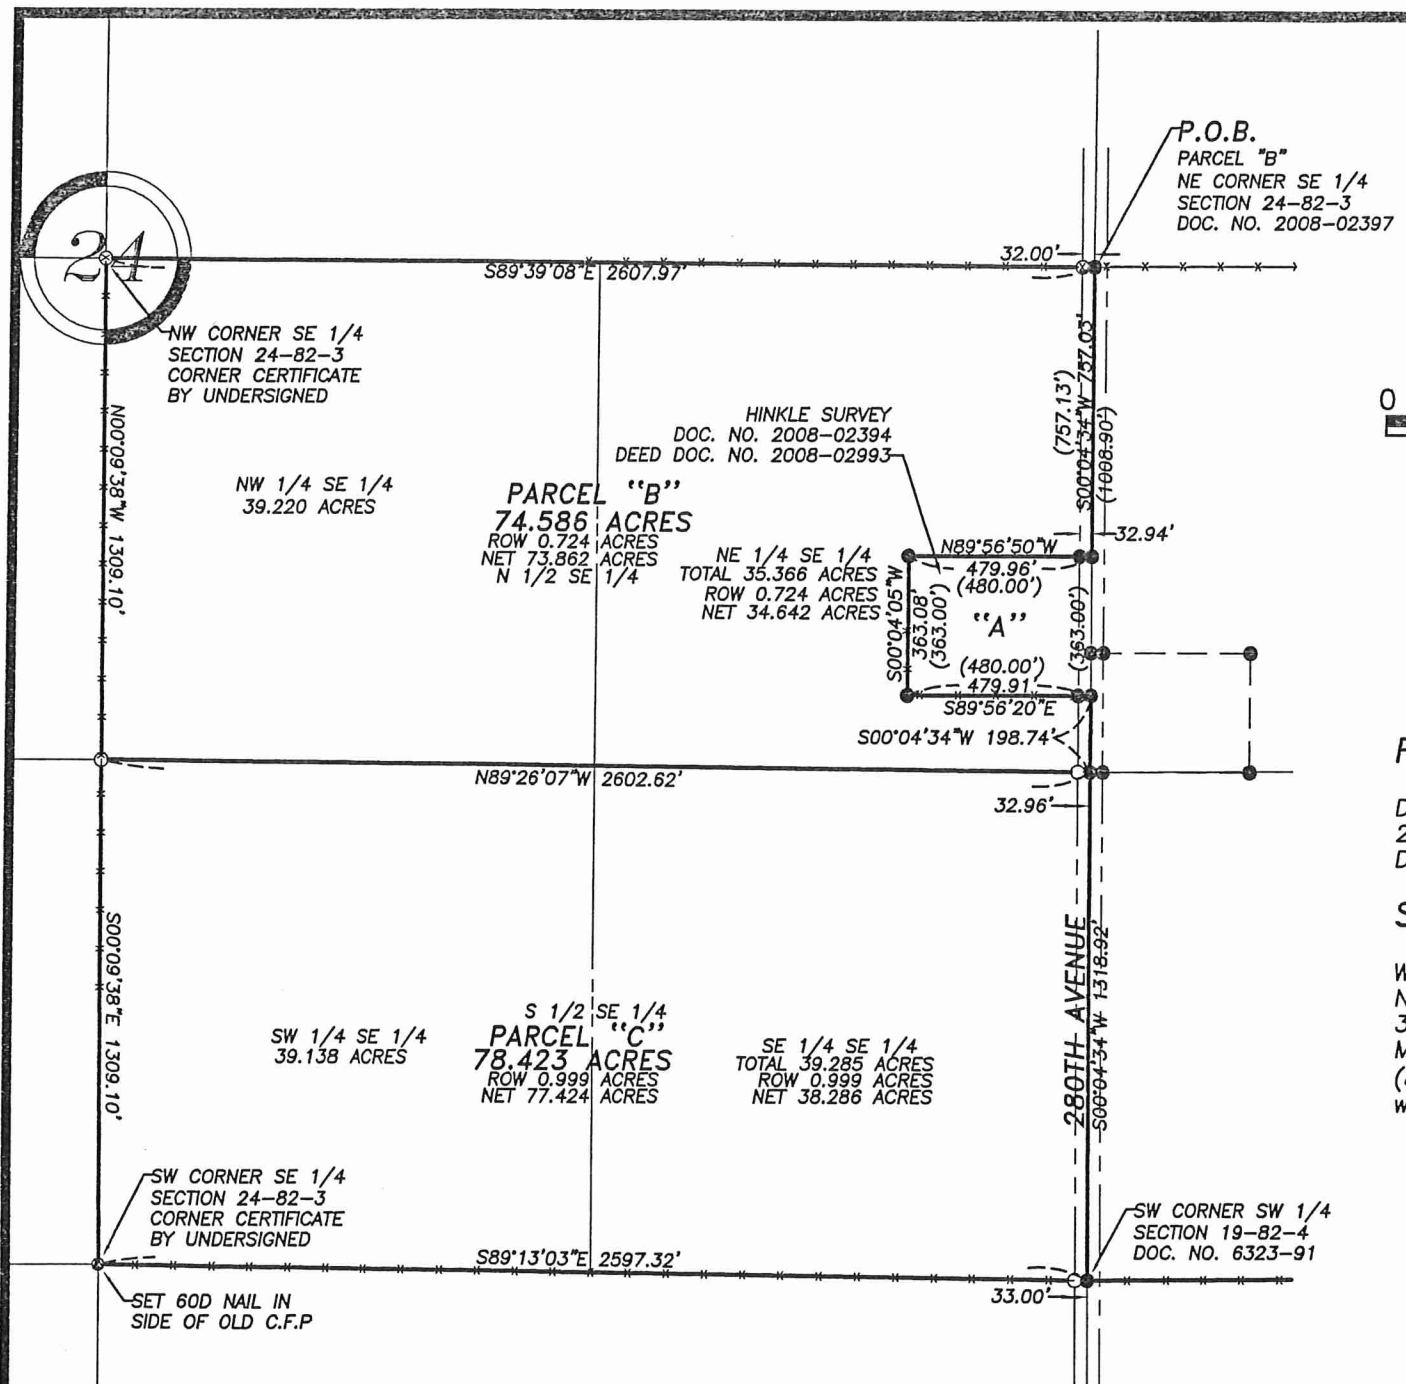 P.O.B.
PARCEL "B"
NE CORNER SE 1/4
SECTION 24-82-3
DOC. NO. 2008-02397
32.00'
24
S89°39'08"E 2607.97'
NW CORNER SE 1/4
SECTION 24-82-3
CORNER CERTIFICATE
BY UNDERSIGNED
0
N00°09'38"W 1309.10'
(757.13')
S00°04'34"W 757.03'
(1008.90')
HINKLE SURVEY
DOC. NO. 2008-02394
DEED DOC. NO. 2008-02993
NW 1/4 SE 1/4
39.220 ACRES
PARCEL "B"
74.586 ACRES
ROW 0.724 ACRES
NET 73.862 ACRES
N 1/2 SE 1/4
NE 1/4 SE 1/4
TOTAL 35.366 ACRES
ROW 0.724 ACRES
NET 34.642 ACRES
32.94'
N89°56'50"W
479.96'
(480.00')
S00°04'05"W
363.08'
(363.00')
"A"
(363.00')
(480.00')
479.91'
S89°56'20"E
S00°04'34"W 198.74'
N89°26'07"W 2602.62'
32.96'
S00°09'38"E 1309.10'
280TH AVENUE
S00°04'34"W 1318.92'
S 1/2 SE 1/4
PARCEL "C"
78.423 ACRES
ROW 0.999 ACRES
NET 77.424 ACRES
SW 1/4 SE 1/4
39.138 ACRES
SE 1/4 SE 1/4
TOTAL 39.285 ACRES
ROW 0.999 ACRES
NET 38.286 ACRES
SW CORNER SE 1/4
SECTION 24-82-3
CORNER CERTIFICATE
BY UNDERSIGNED
S89°13'03"E 2597.32'
SW CORNER SW 1/4
SECTION 19-82-4
DOC. NO. 6323-91
33.00'
SET 60D NAIL IN
SIDE OF OLD C.F.P